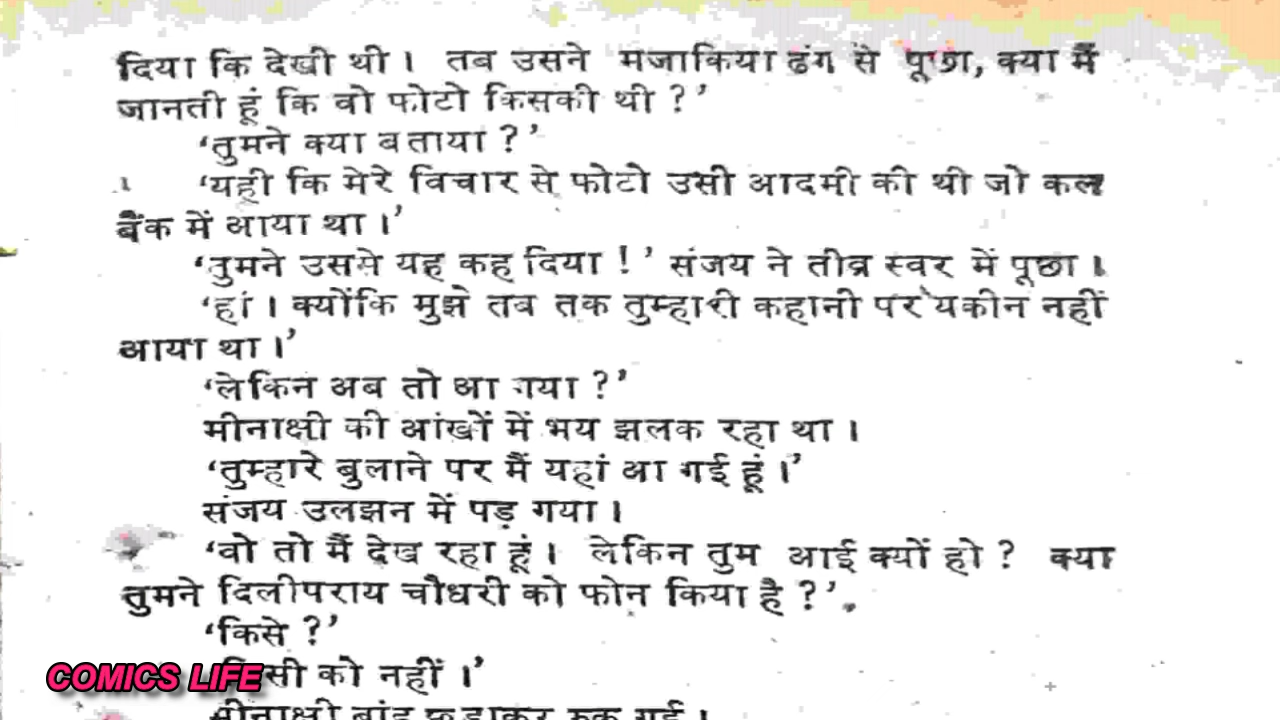 दिया कि देखी थी। तब उसने मजाकिया ढंग से पूछा, क्या मैं
जानती हूं कि वो फोटो किसकी थी ?’
‘तुमने क्या बताया ?’
‘यही कि मेरे विचार से फोटो उसी आदमी की थी जो कल
बैंक में आया था।’
‘तुमने उससे यह कह दिया !’ संजय ने तीव्र स्वर में पूछा।
‘हां। क्योंकि मुझे तब तक तुम्हारी कहानी पर यकीन नहीं
आया था।’
‘लेकिन अब तो आ गया ?’
मीनाक्षी की आंखों में भय झलक रहा था।
‘तुम्हारे बुलाने पर मैं यहां आ गई हूं।’
संजय उलझन में पड़ गया।
‘वो तो मैं देख रहा हूं। लेकिन तुम आई क्यों हो ? क्या
तुमने दिलीपराय चौधरी को फोन किया है ?’
‘किसे ?’
को नहीं।’
COMICS LIFE
मीनाक्षी